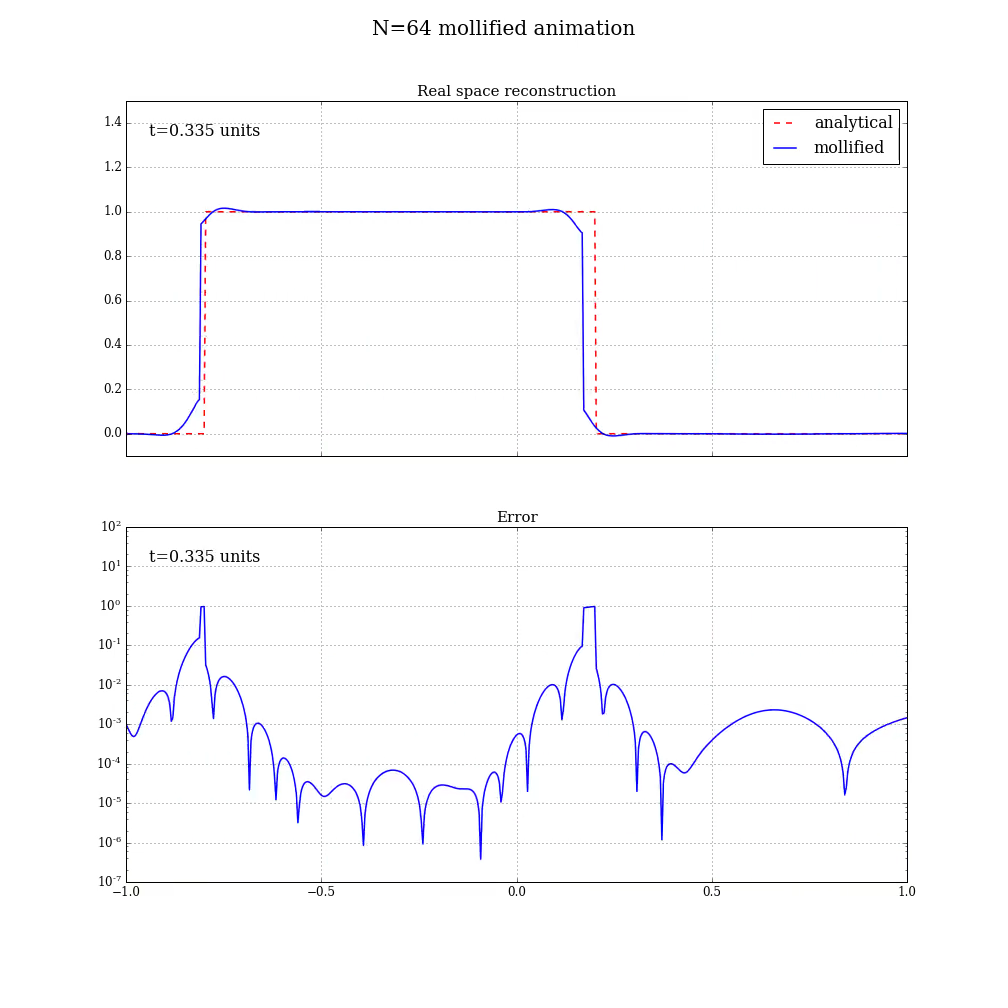 N=64 mollified animation
Real space reconstruction
t=0.335 units
analytical
mollified
1.4
1.2
1.0
0.8
0.6
0.4
0.2
0.0
Error
t=0.335 units
10²
10¹
10⁰
10⁻¹
10⁻²
10⁻³
10⁻⁴
10⁻⁵
10⁻⁶
10⁻⁷
−1.0 −0.5 0.0 0.5 1.0